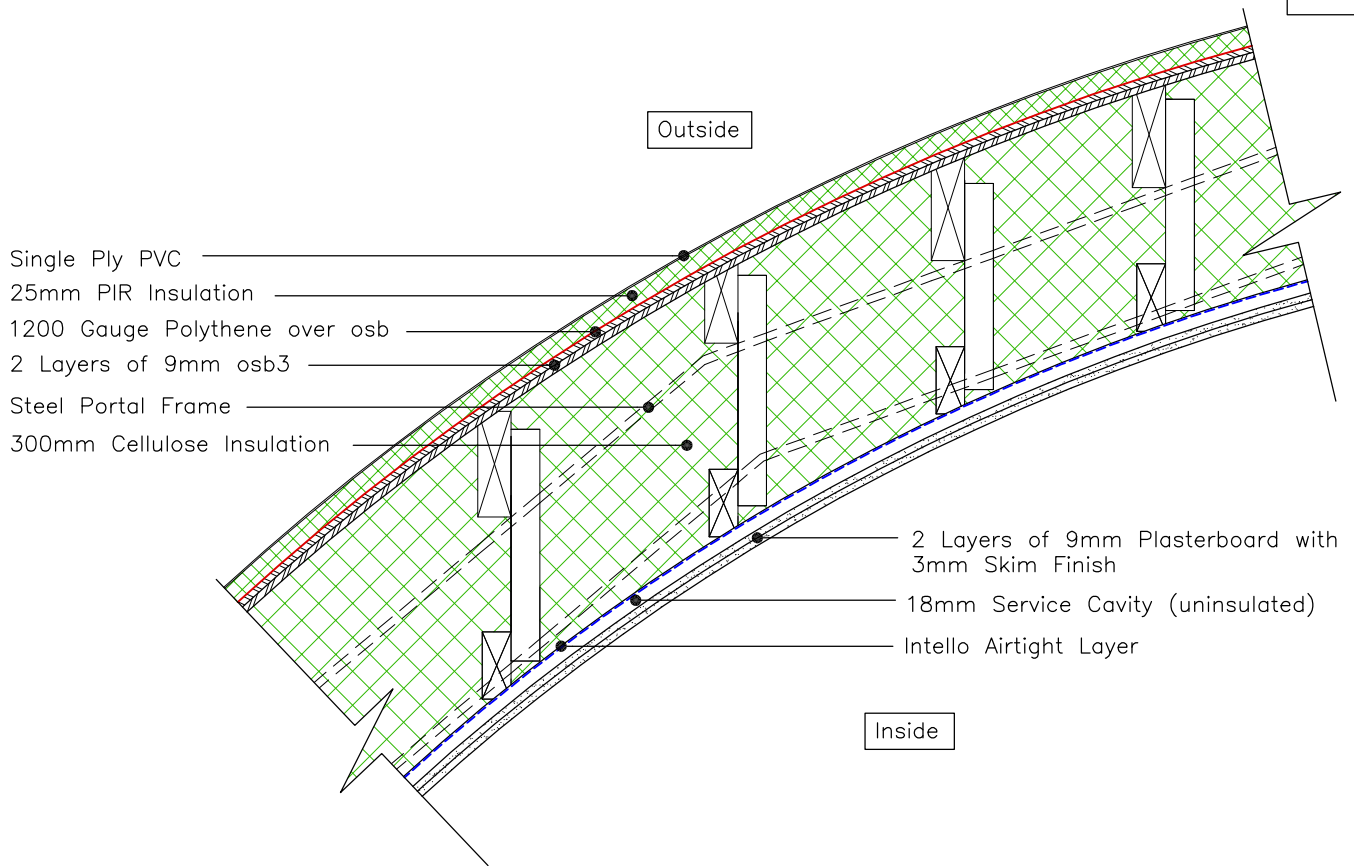 Outside
Single Ply PVC
25mm PIR Insulation
1200 Gauge Polythene over osb
2 Layers of 9mm osb3
Steel Portal Frame
300mm Cellulose Insulation
2 Layers of 9mm Plasterboard with
3mm Skim Finish
18mm Service Cavity (uninsulated)
Intello Airtight Layer
Inside